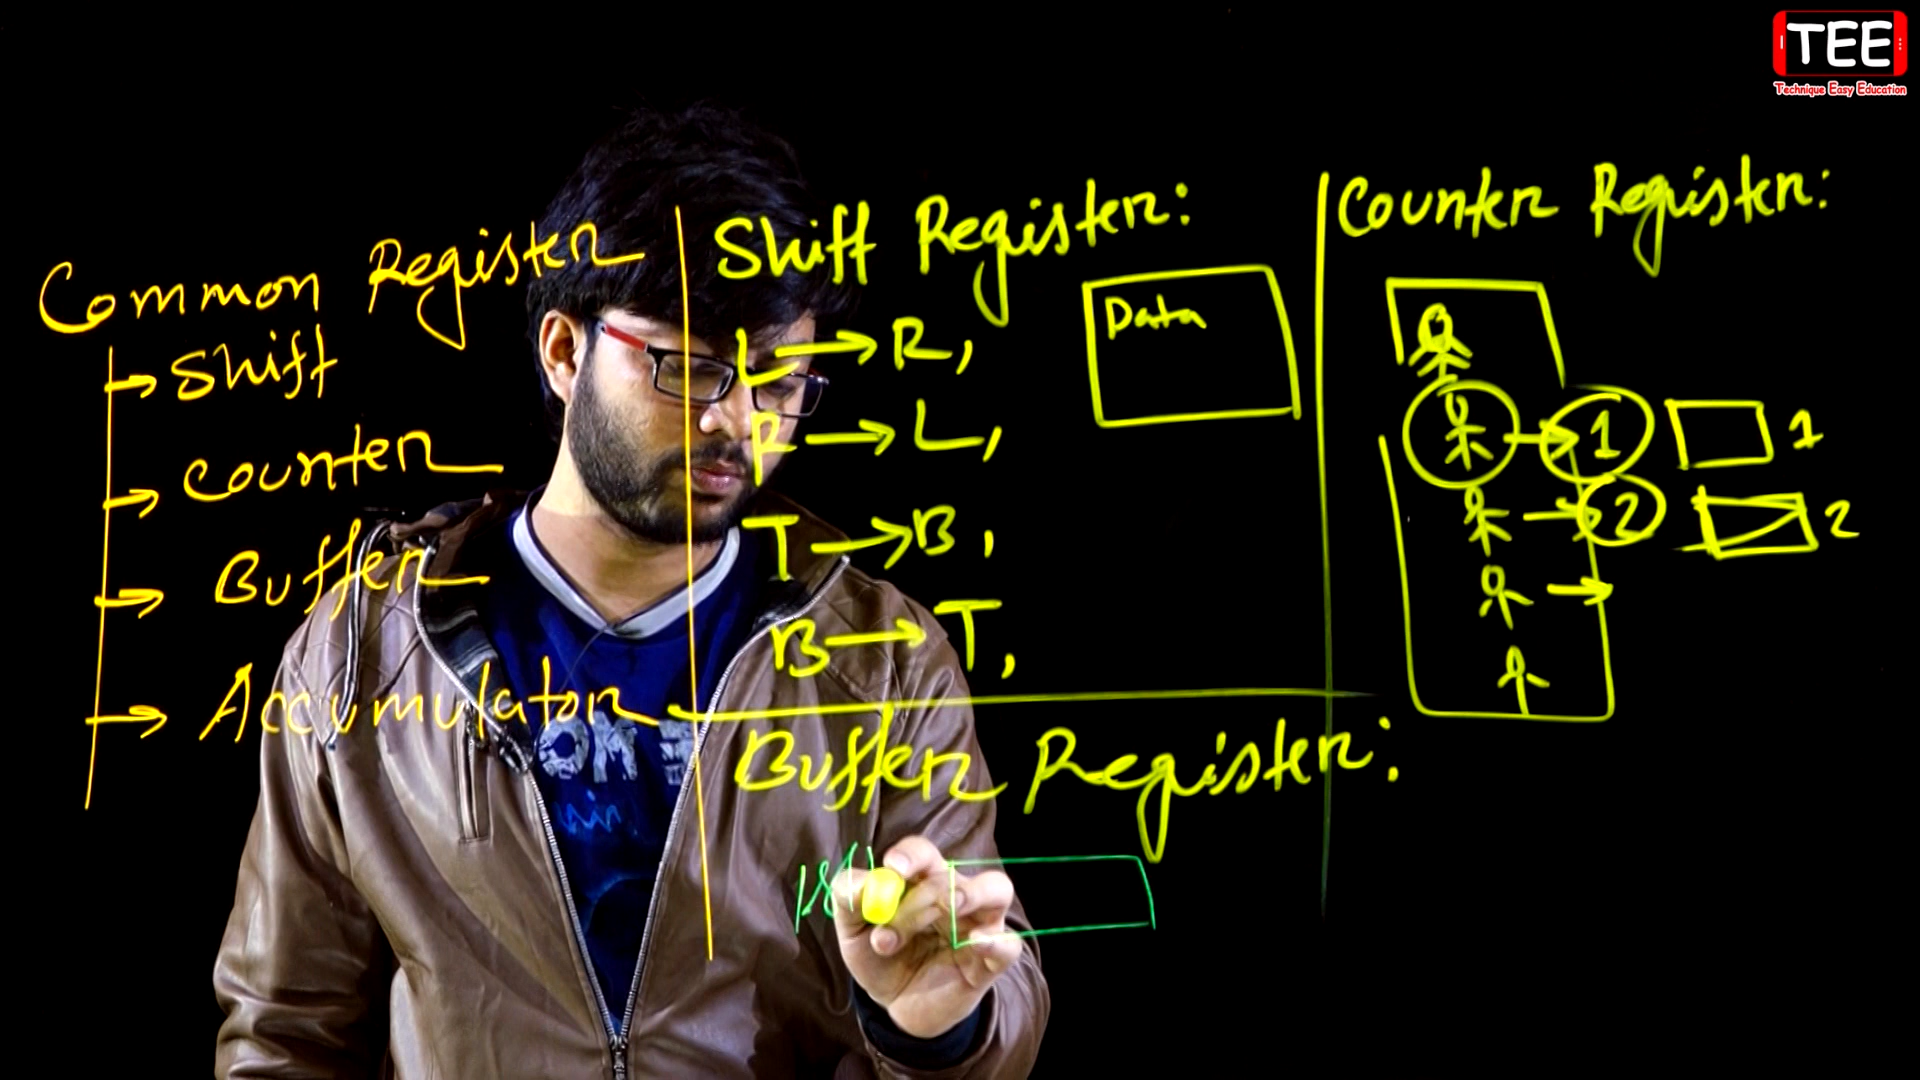 TEE
Technique Easy Education
Common Register
Shift
Counter
Buffer
Accumulator
Shift Register:
L → R,
R → L,
T → B,
B → T,
Data
Counter Register:
1
1
2
2
Buffer Register: